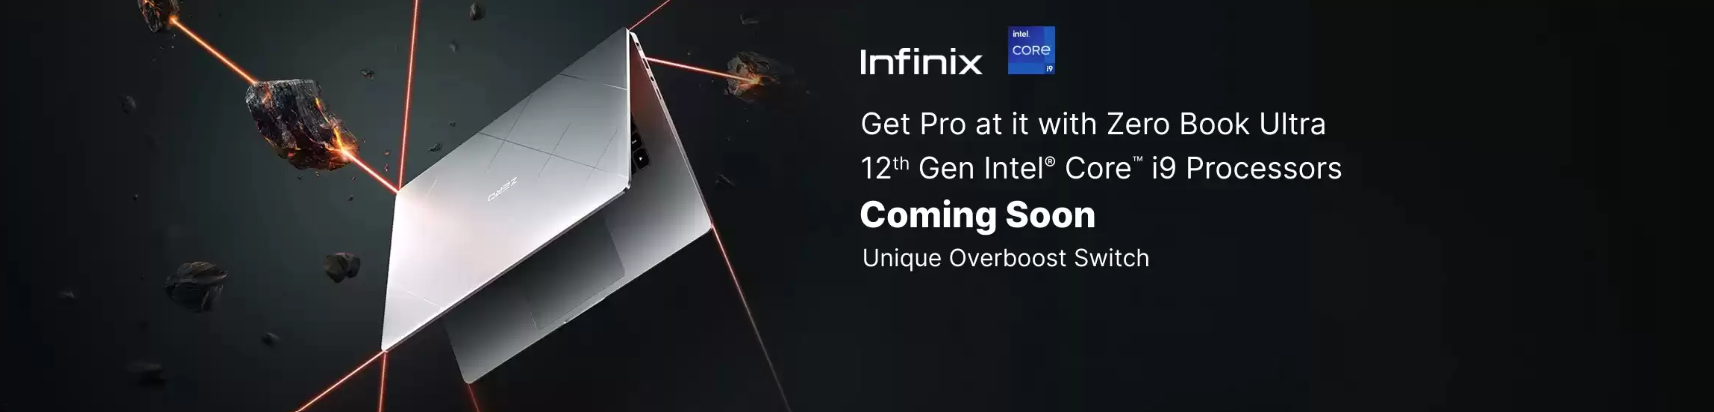 Infinix
intel
CORE
i9
Get Pro at it with Zero Book Ultra
12th Gen Intel® Core™ i9 Processors
Coming Soon
Unique Overboost Switch
ZERO